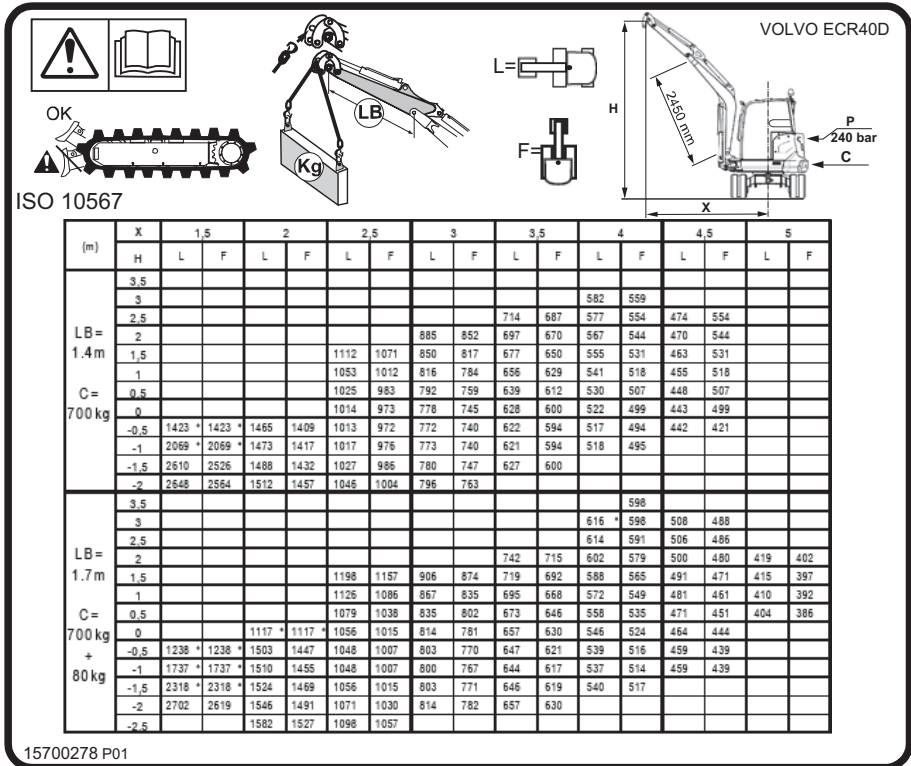 VOLVO ECR40D
OK
LB
Kg
L=
F=
H
2450 mm
P
240 bar
C
X
ISO 10567
(m) X 1,5 2 2,5 3 3,5 4 4,5 5
H L F L F L F L F L F L F L F L F
LB= 1.4m C= 700 kg
3,5
3 582 559
2,5 714 687 577 554 474 554
2 885 852 697 670 567 544 470 544
1,5 1112 1071 850 817 677 650 555 531 463 531
1 1053 1012 816 784 656 629 541 518 455 518
0.5 1025 983 792 759 639 612 530 507 448 507
0 1014 973 778 745 628 600 522 499 443 499
-0,5 1423 * 1423 * 1465 1409 1013 972 772 740 622 594 517 494 442 421
-1 2069 * 2069 * 1473 1417 1017 976 773 740 621 594 518 495
-1,5 2610 2526 1488 1432 1027 986 780 747 627 600
-2 2648 2564 1512 1457 1046 1004 796 763
LB= 1.7m C= 700 kg + 80 kg
3,5 598
3 616 * 598 508 488
2,5 614 591 506 486
2 742 715 602 579 500 480 419 402
1,5 1198 1157 906 874 719 692 588 565 491 471 415 397
1 1126 1086 867 835 695 668 572 549 481 461 410 392
0,5 1079 1038 835 802 673 646 558 535 471 451 404 386
0 1117 * 1117 * 1056 1015 814 781 657 630 546 524 464 444
-0,5 1238 * 1238 * 1503 1447 1048 1007 803 770 647 621 539 516 459 439
-1 1737 * 1737 * 1510 1455 1048 1007 800 767 644 617 537 514 459 439
-1,5 2318 * 2318 * 1524 1469 1056 1015 803 771 646 619 540 517
-2 2702 2619 1546 1491 1071 1030 814 782 657 630
-2.5 1582 1527 1098 1057
15700278 P01